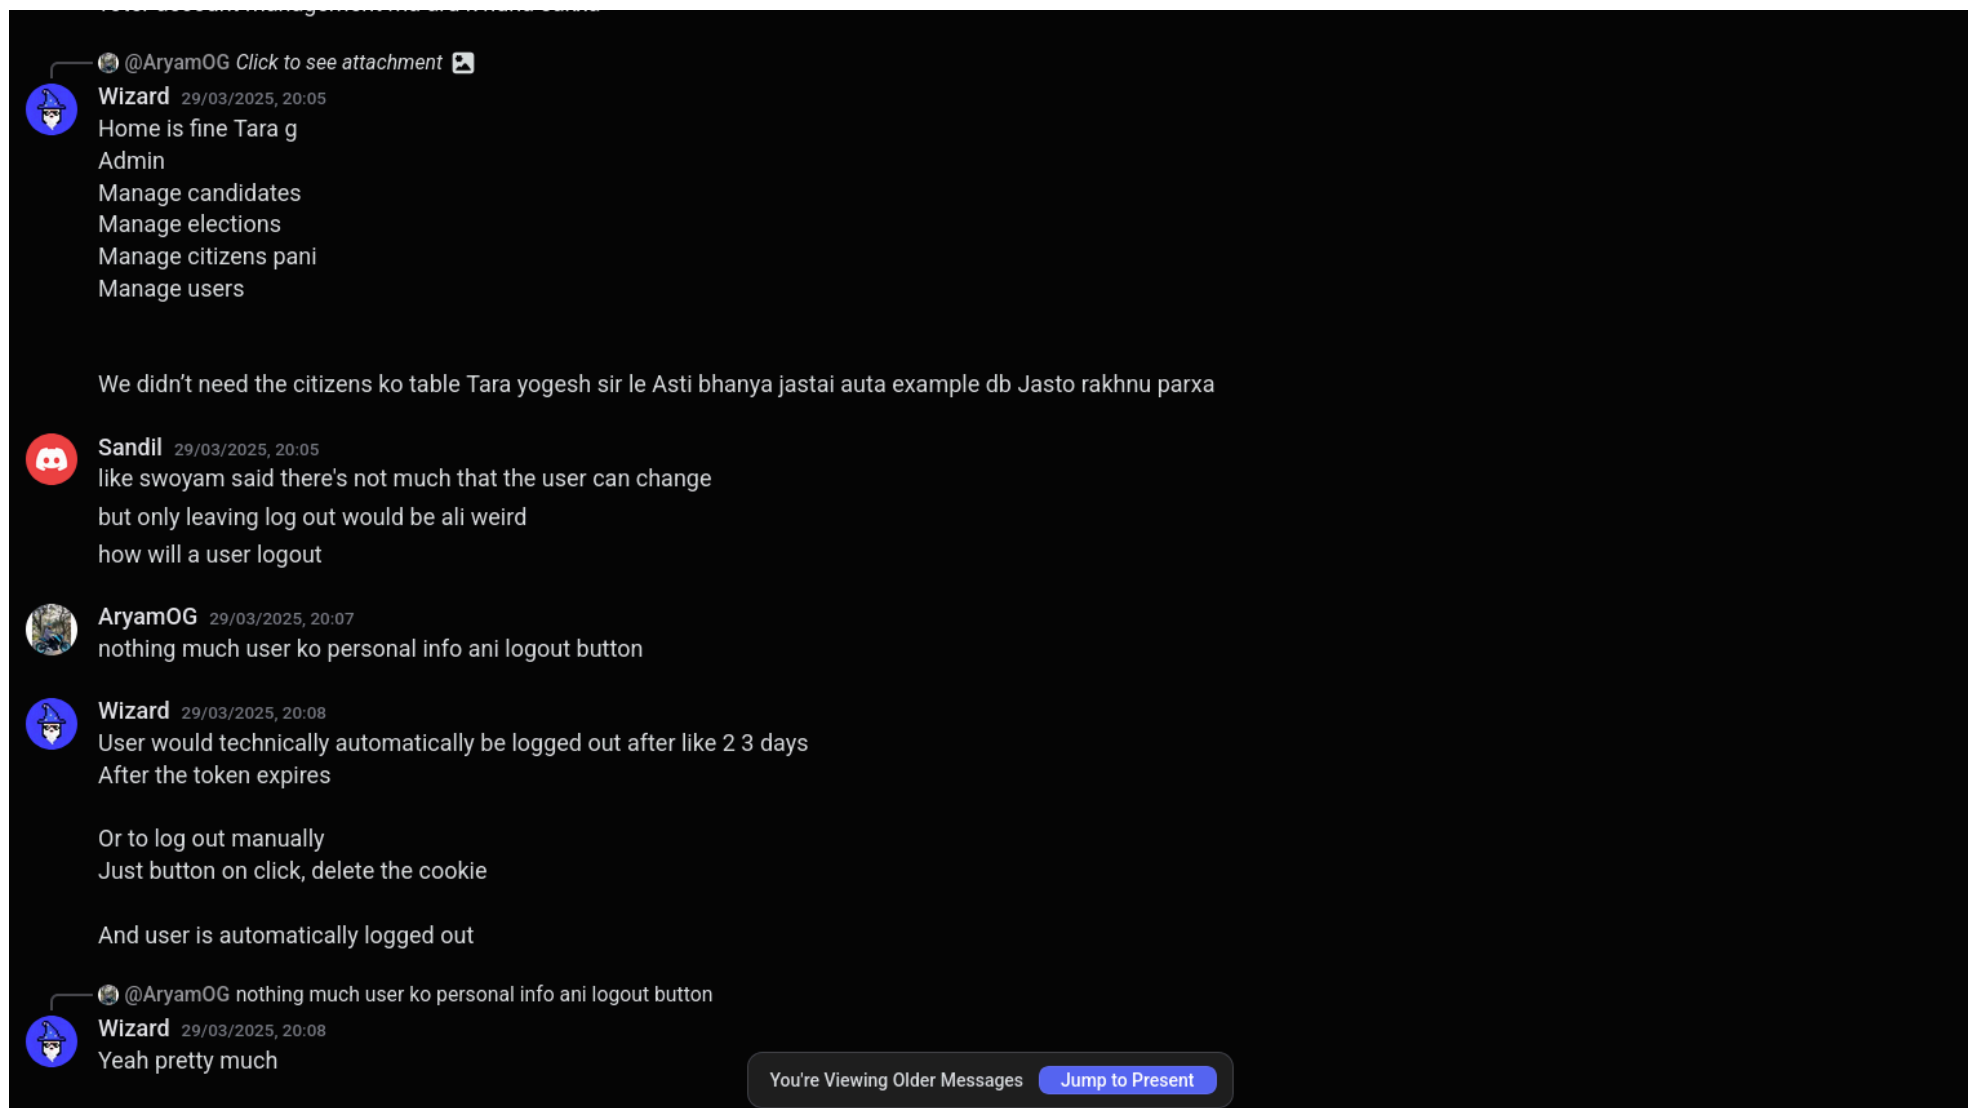 @AryamOG Click to see attachment
Wizard 29/03/2025, 20:05
Home is fine Tara g
Admin
Manage candidates
Manage elections
Manage citizens pani
Manage users
We didn’t need the citizens ko table Tara yogesh sir le Asti bhanya jastai auta example db Jasto rakhnu parxa
Sandil 29/03/2025, 20:05
like swoyam said there's not much that the user can change
but only leaving log out would be ali weird
how will a user logout
AryamOG 29/03/2025, 20:07
nothing much user ko personal info ani logout button
Wizard 29/03/2025, 20:08
User would technically automatically be logged out after like 2 3 days
After the token expires
Or to log out manually
Just button on click, delete the cookie
And user is automatically logged out
@AryamOG nothing much user ko personal info ani logout button
Wizard 29/03/2025, 20:08
Yeah pretty much
You're Viewing Older Messages Jump to Present